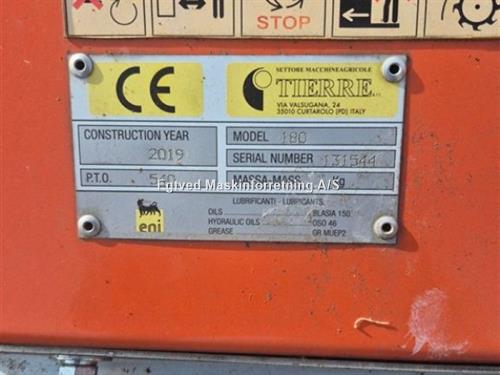 STOP
CE
SETTORE MACCHINEAGRICOLE
TIERRE
VIA VALSUGANA, 24
35010 CURTAROLO (PD) ITALY
CONSTRUCTION YEAR
2019
MODEL 180
SERIAL NUMBER 131544
P.T.O. 540
MASSA-MASS Kg
Egtved Maskinforretning A/S
LUBRIFICANTI - LUBRICANTS
OILS BLASIA 150
HYDRAULIC OILS OSO 46
GREASE GR MUEP2
eni